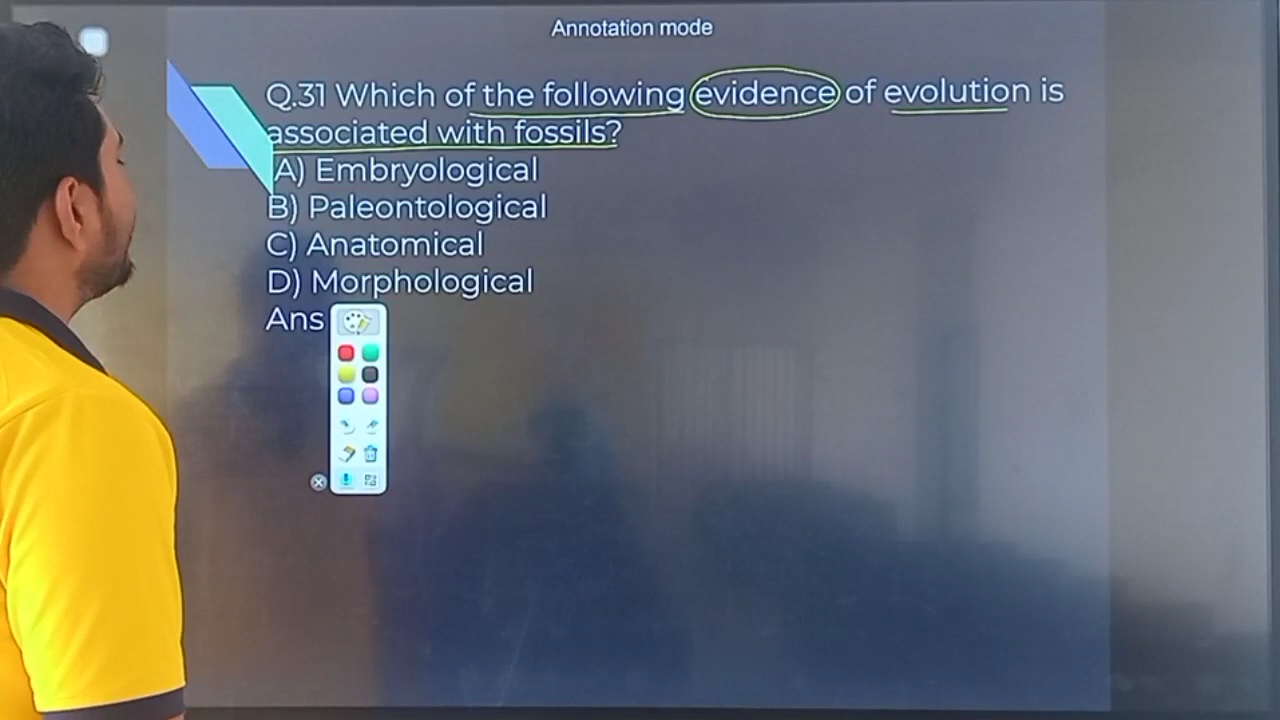 Annotation mode
Q.31 Which of the following evidence of evolution is
associated with fossils?
A) Embryological
B) Paleontological
C) Anatomical
D) Morphological
Ans